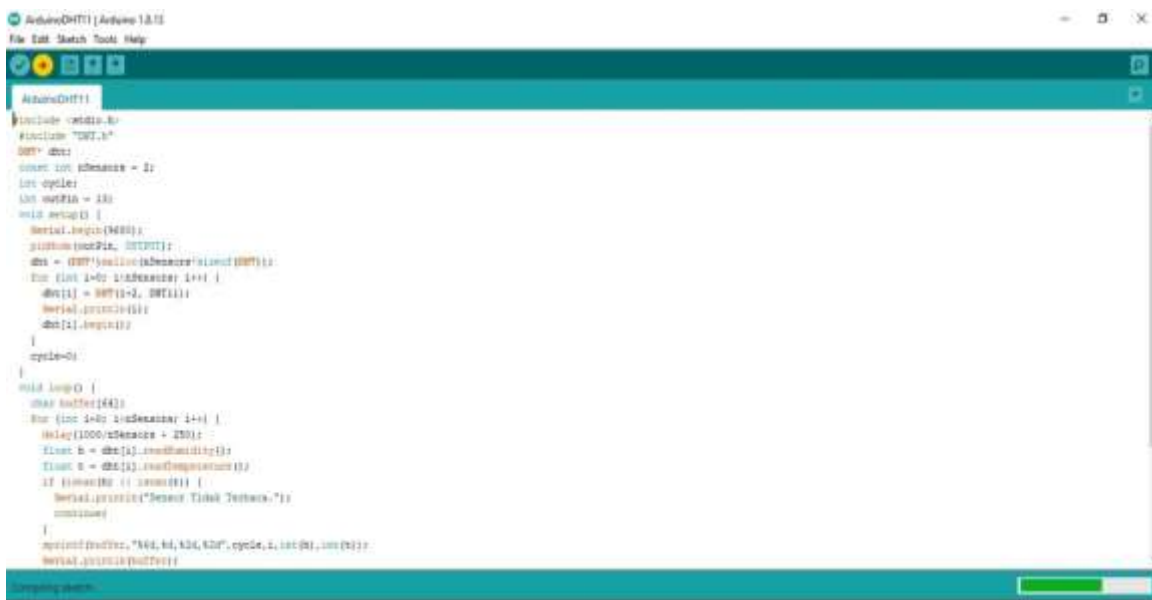 ArduinoDHT11 | Arduino 1.8.15
File Edit Sketch Tools Help
ArduinoDHT11
#include <stdio.h>
#include "DHT.h"
DHT* dht;
const int nSensors = 2;
int cycle;
int outPin = 13;
void setup() {
Serial.begin(9600);
pinMode(outPin, OUTPUT);
dht = (DHT*)malloc(nSensors*sizeof(DHT));
for (int i=0; i<nSensors; i++) {
dht[i] = DHT(i+2, DHT11);
Serial.println(i);
dht[i].begin();
}
cycle=0;
}
void loop() {
char buffer[64];
for (int i=0; i<nSensors; i++) {
delay(1000/nSensors + 250);
float h = dht[i].readHumidity();
float t = dht[i].readTemperature();
if (isnan(h) || isnan(t)) {
Serial.println("Sensor Tidak Terbaca.");
continue;
}
sprintf(buffer,"%6d,%d,%2d,%2d",cycle,i,int(h),int(t));
Serial.println(buffer);
Compiling sketch...